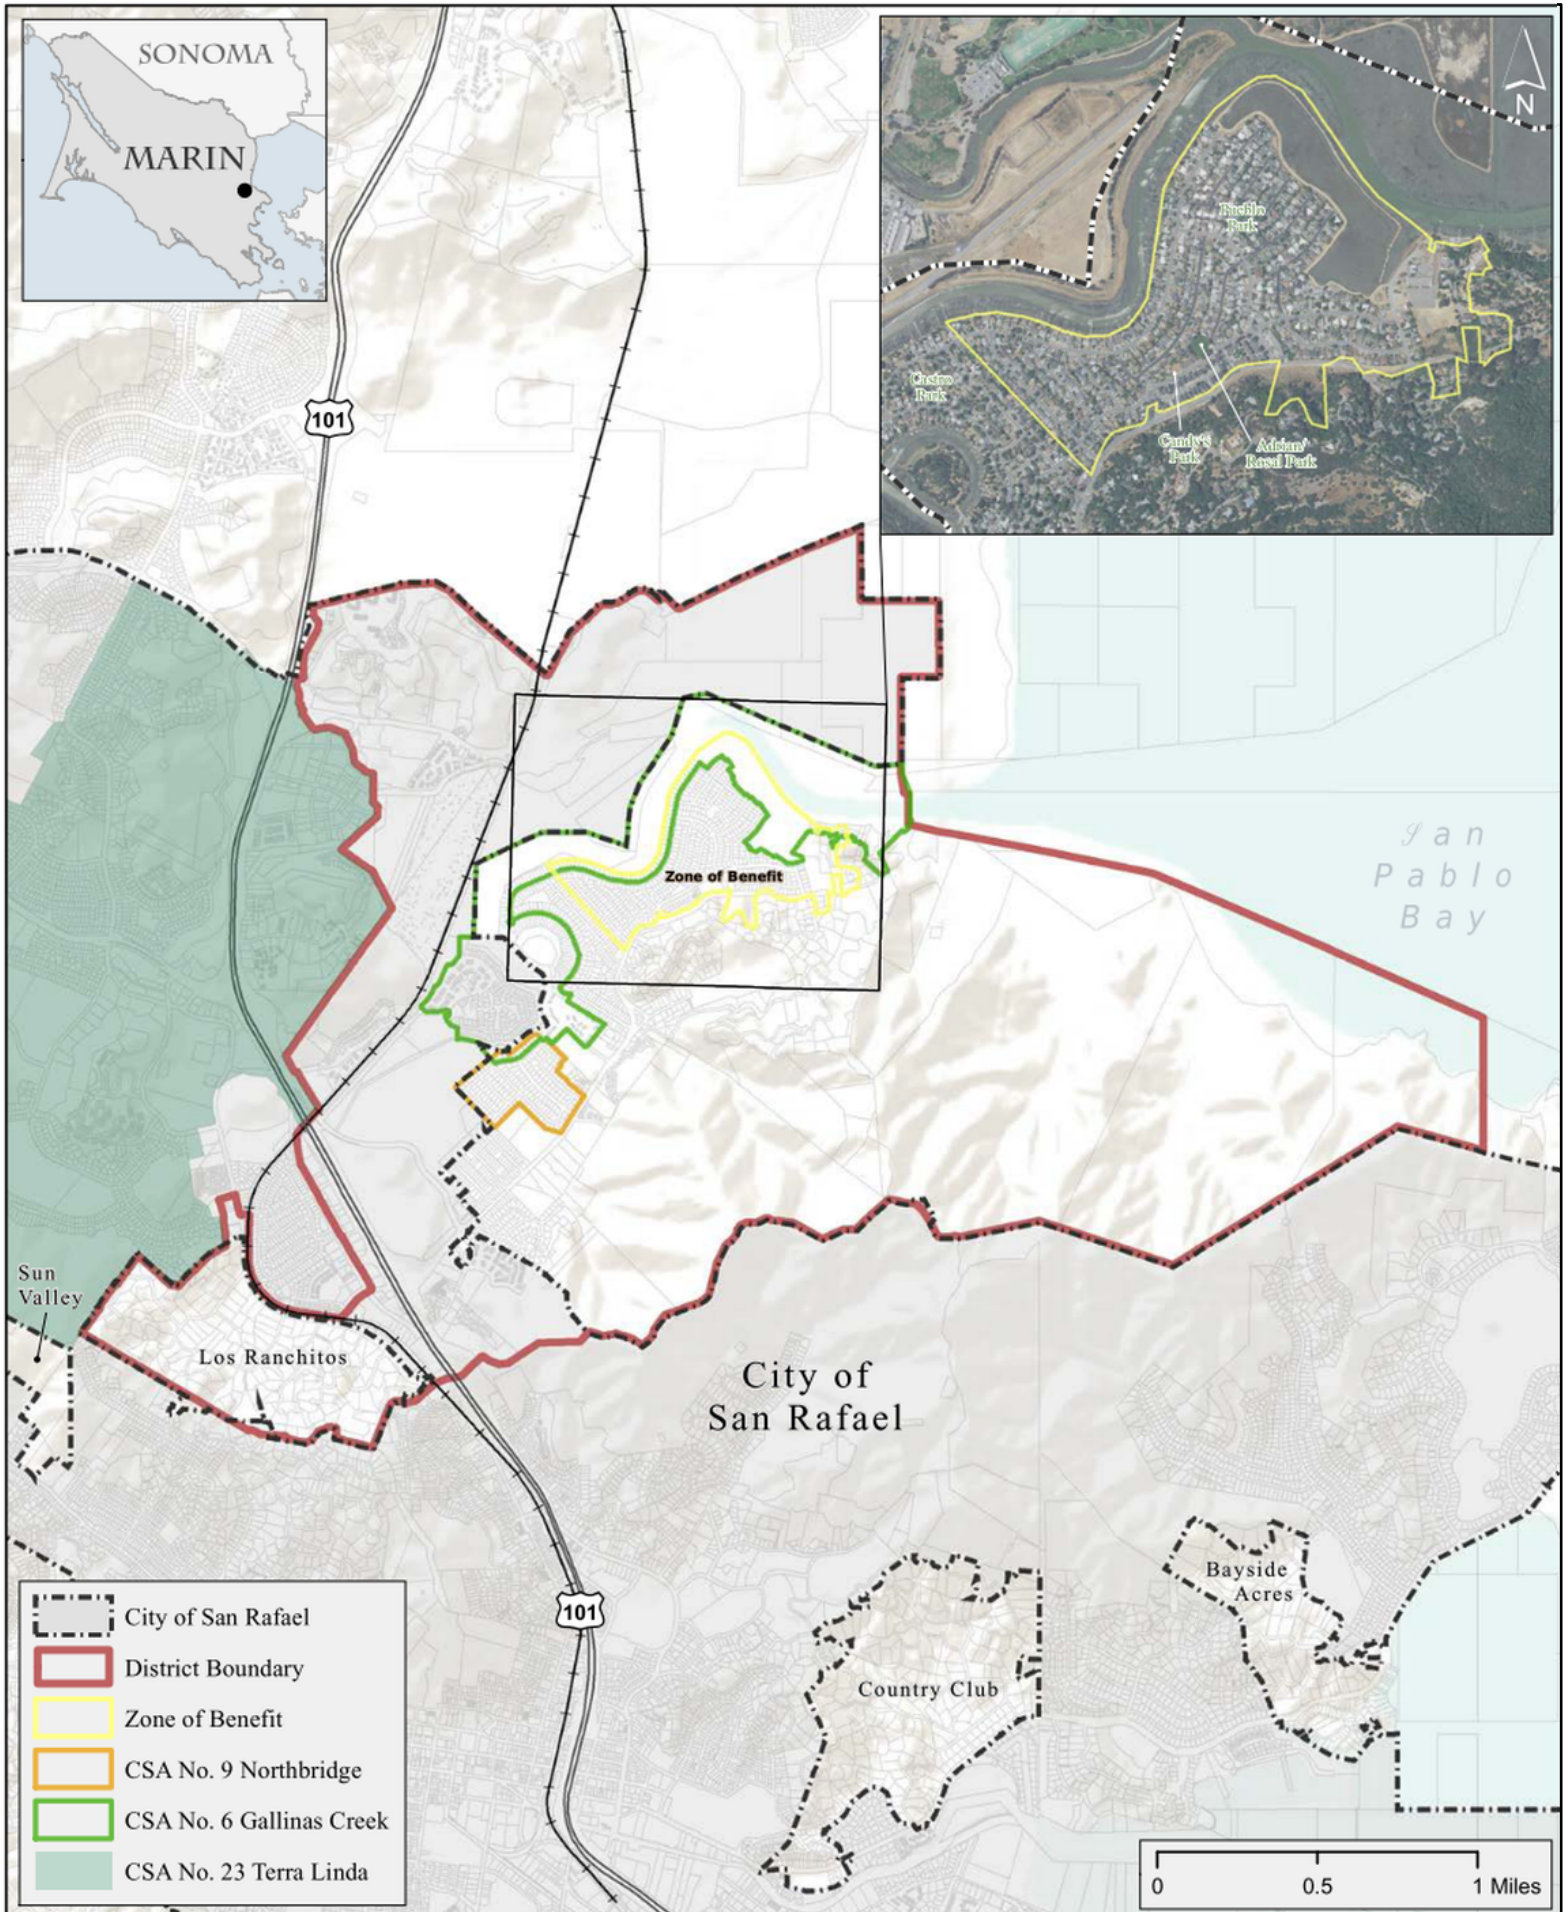 SONOMA
MARIN
N
Pueblo
Park
Castro
Park
Candy's
Park
Adrian/
Rosal Park
101
San
Pablo
Bay
Zone of Benefit
Sun
Valley
Los Ranchitos
City of
San Rafael
Bayside
Acres
101
Country Club
City of San Rafael
District Boundary
Zone of Benefit
CSA No. 9 Northbridge
CSA No. 6 Gallinas Creek
CSA No. 23 Terra Linda
0 0.5 1 Miles